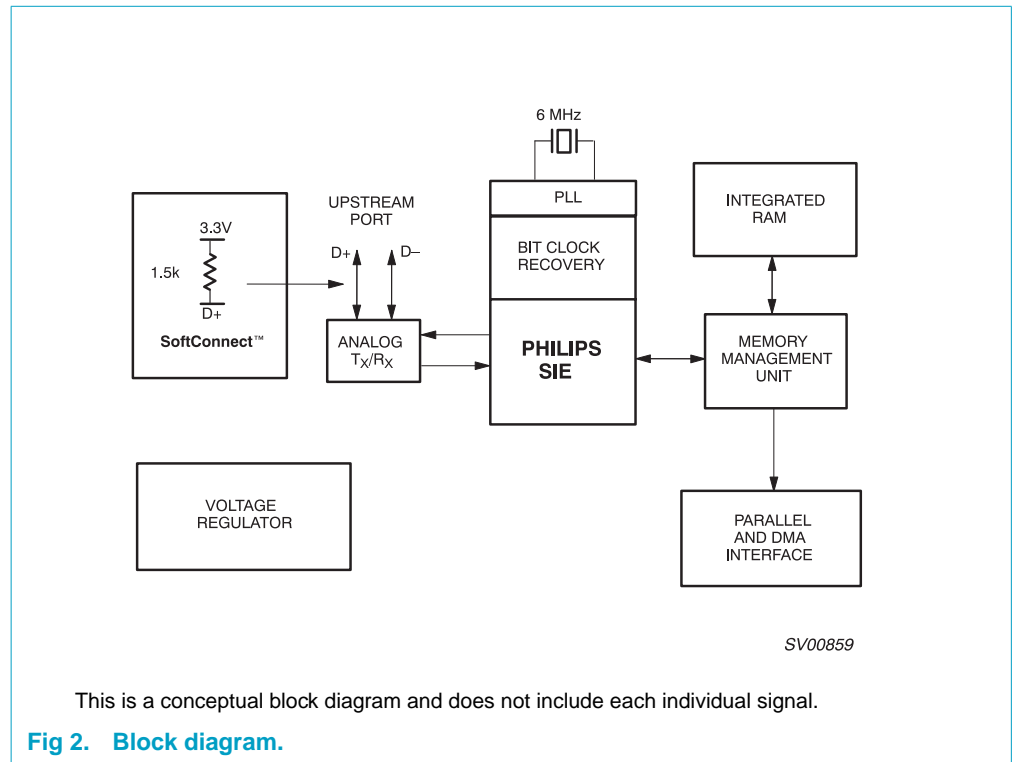 6 MHz
3.3V
1.5k
D+
SoftConnect™
UPSTREAM
PORT
D+
D–
ANALOG
TX/RX
PLL
BIT CLOCK
RECOVERY
PHILIPS
SIE
INTEGRATED
RAM
MEMORY
MANAGEMENT
UNIT
VOLTAGE
REGULATOR
PARALLEL
AND DMA
INTERFACE
SV00859
This is a conceptual block diagram and does not include each individual signal.
Fig 2. Block diagram.